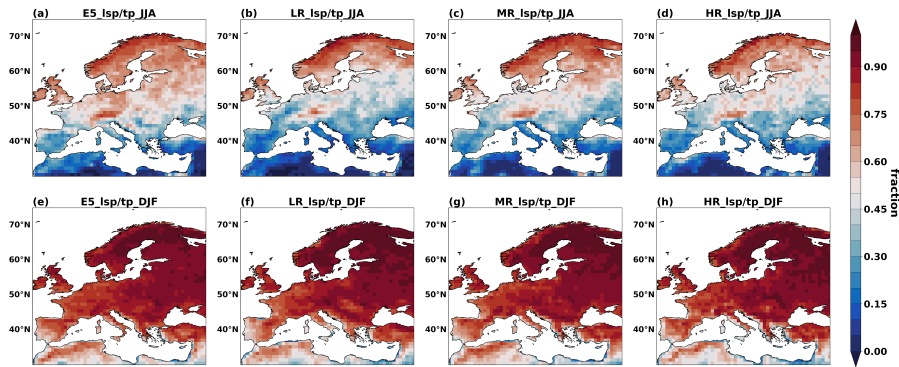 (a) E5_lsp/tp_JJA
(b) LR_lsp/tp_JJA
(c) MR_lsp/tp_JJA
(d) HR_lsp/tp_JJA
70°N
60°N
50°N
40°N
70°N
60°N
50°N
40°N
70°N
60°N
50°N
40°N
70°N
60°N
50°N
40°N
(e) E5_lsp/tp_DJF
(f) LR_lsp/tp_DJF
(g) MR_lsp/tp_DJF
(h) HR_lsp/tp_DJF
70°N
60°N
50°N
40°N
70°N
60°N
50°N
40°N
70°N
60°N
50°N
40°N
70°N
60°N
50°N
40°N
0.90
0.75
0.60
0.45
0.30
0.15
0.00
fraction